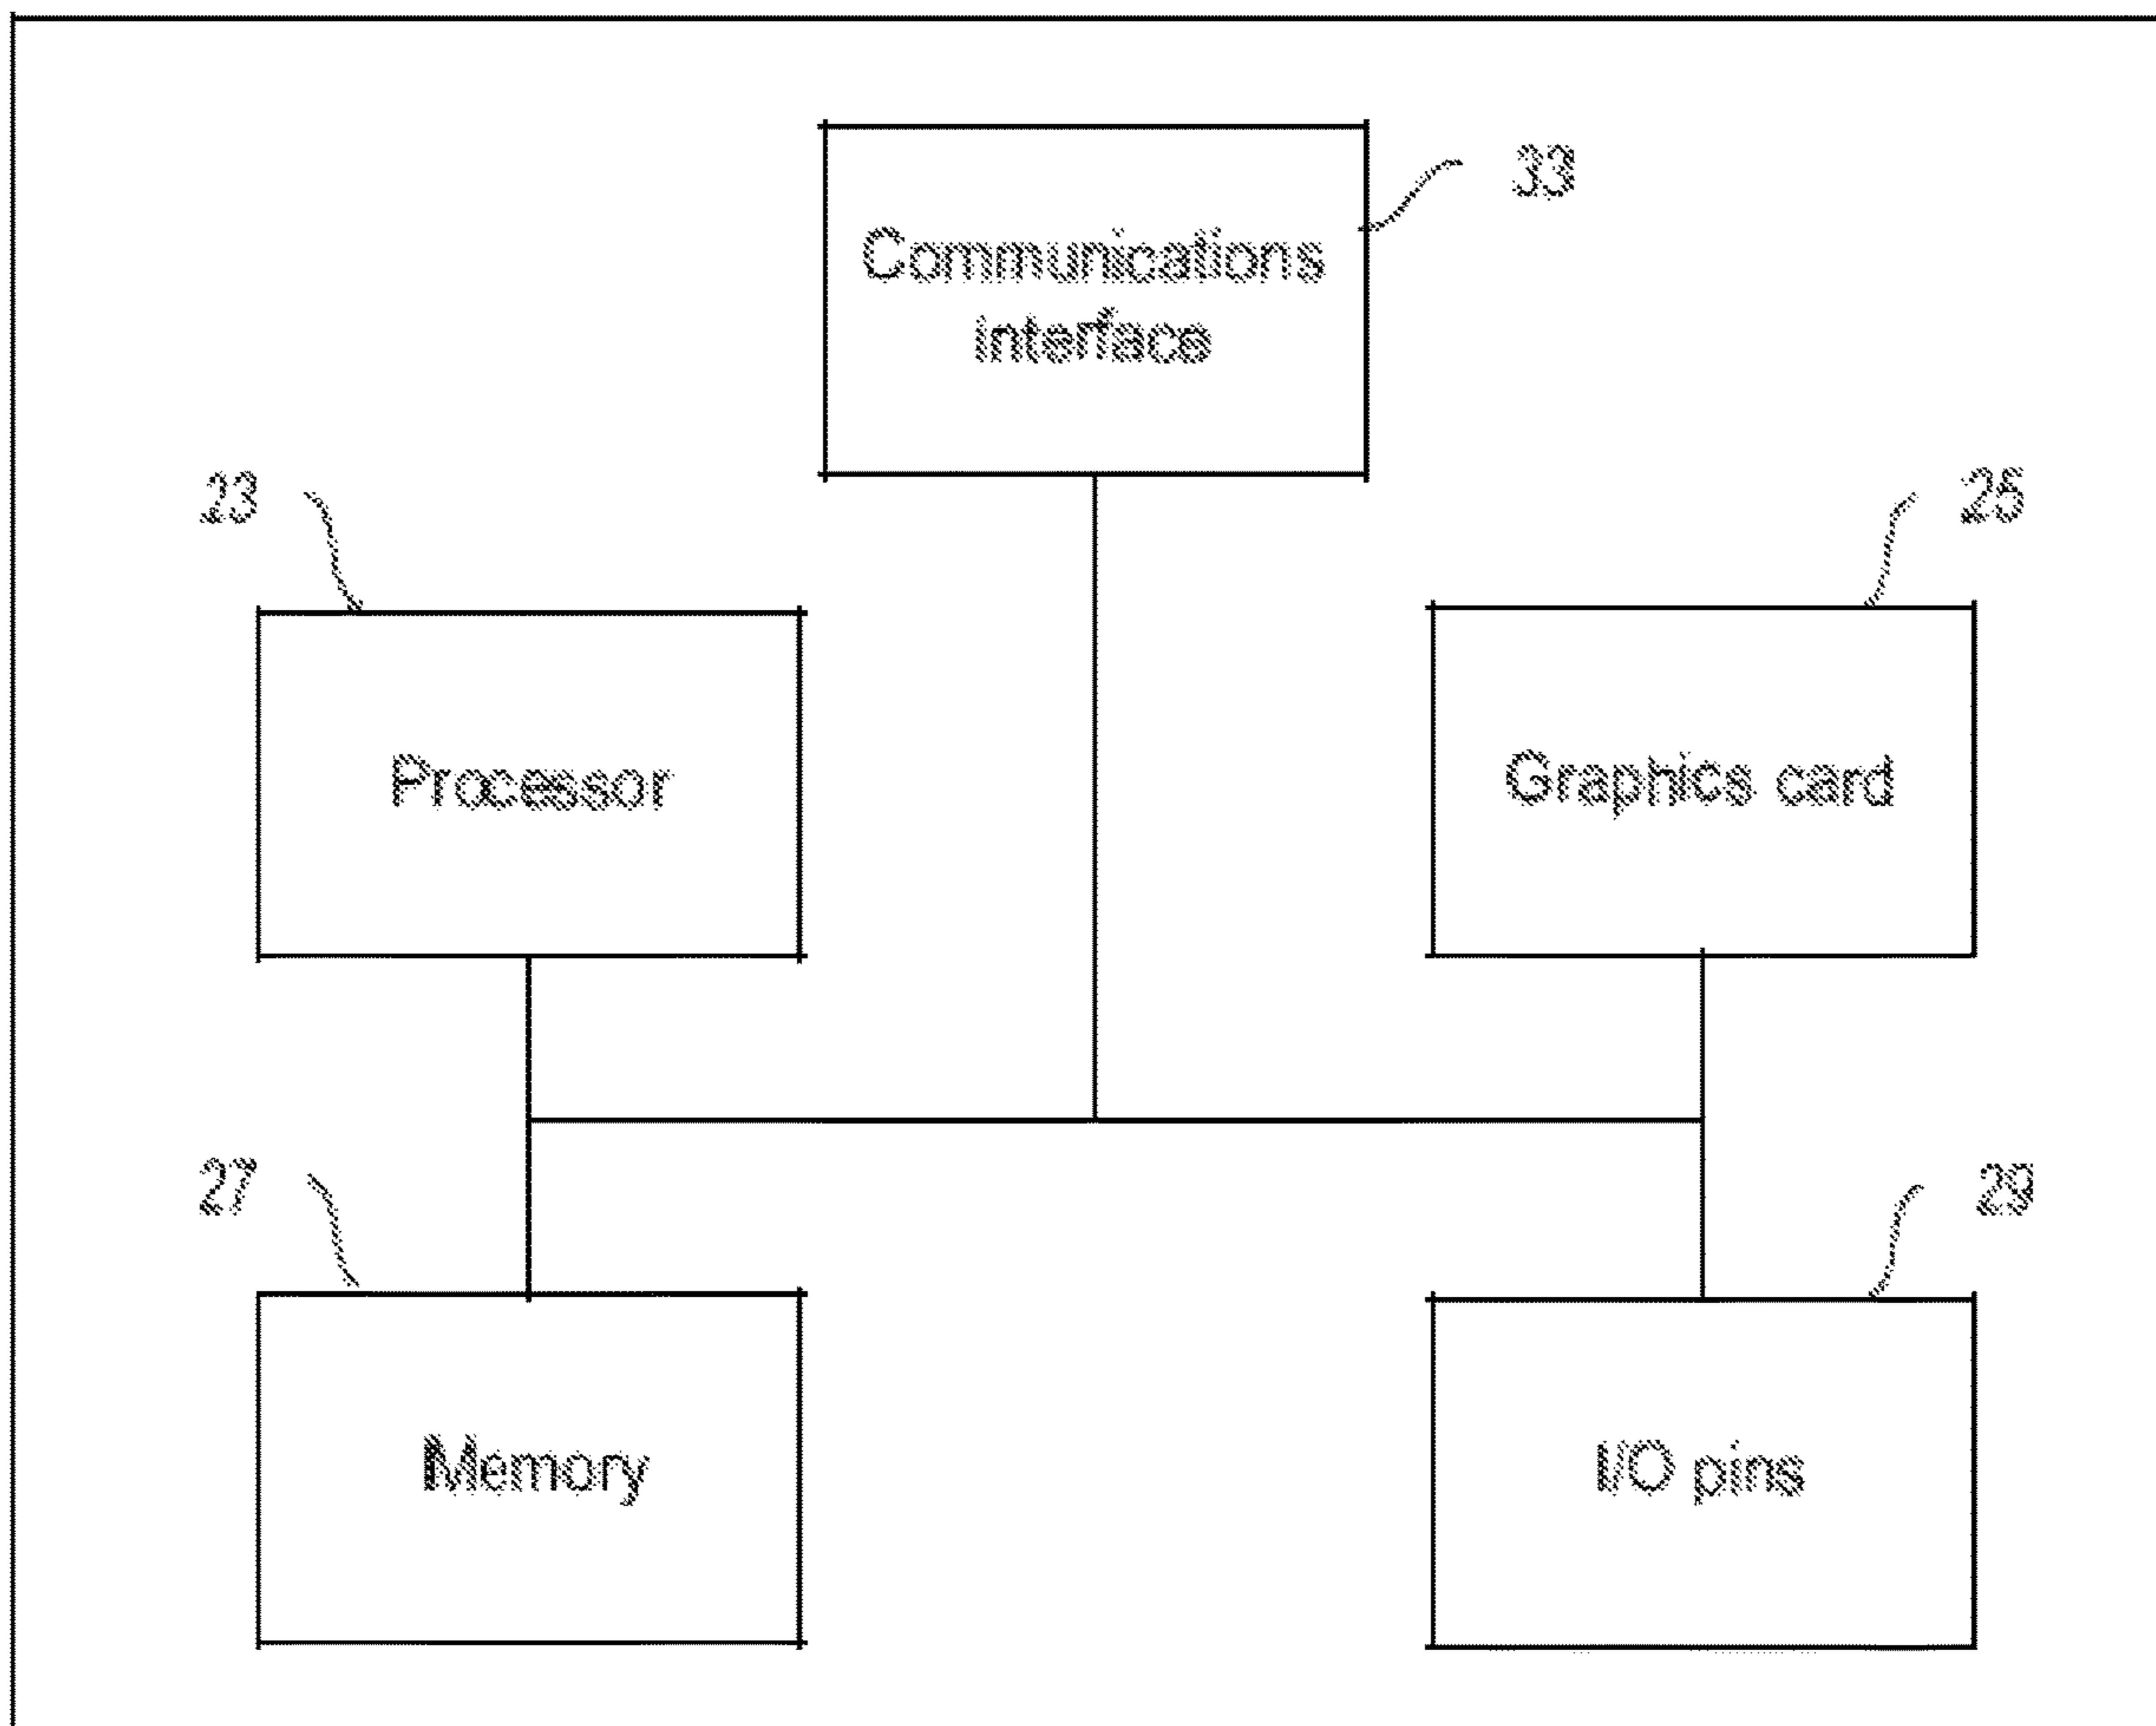 33
Communications
interface
23
25
Processor
Graphics card
27
29
Memory
I/O pins